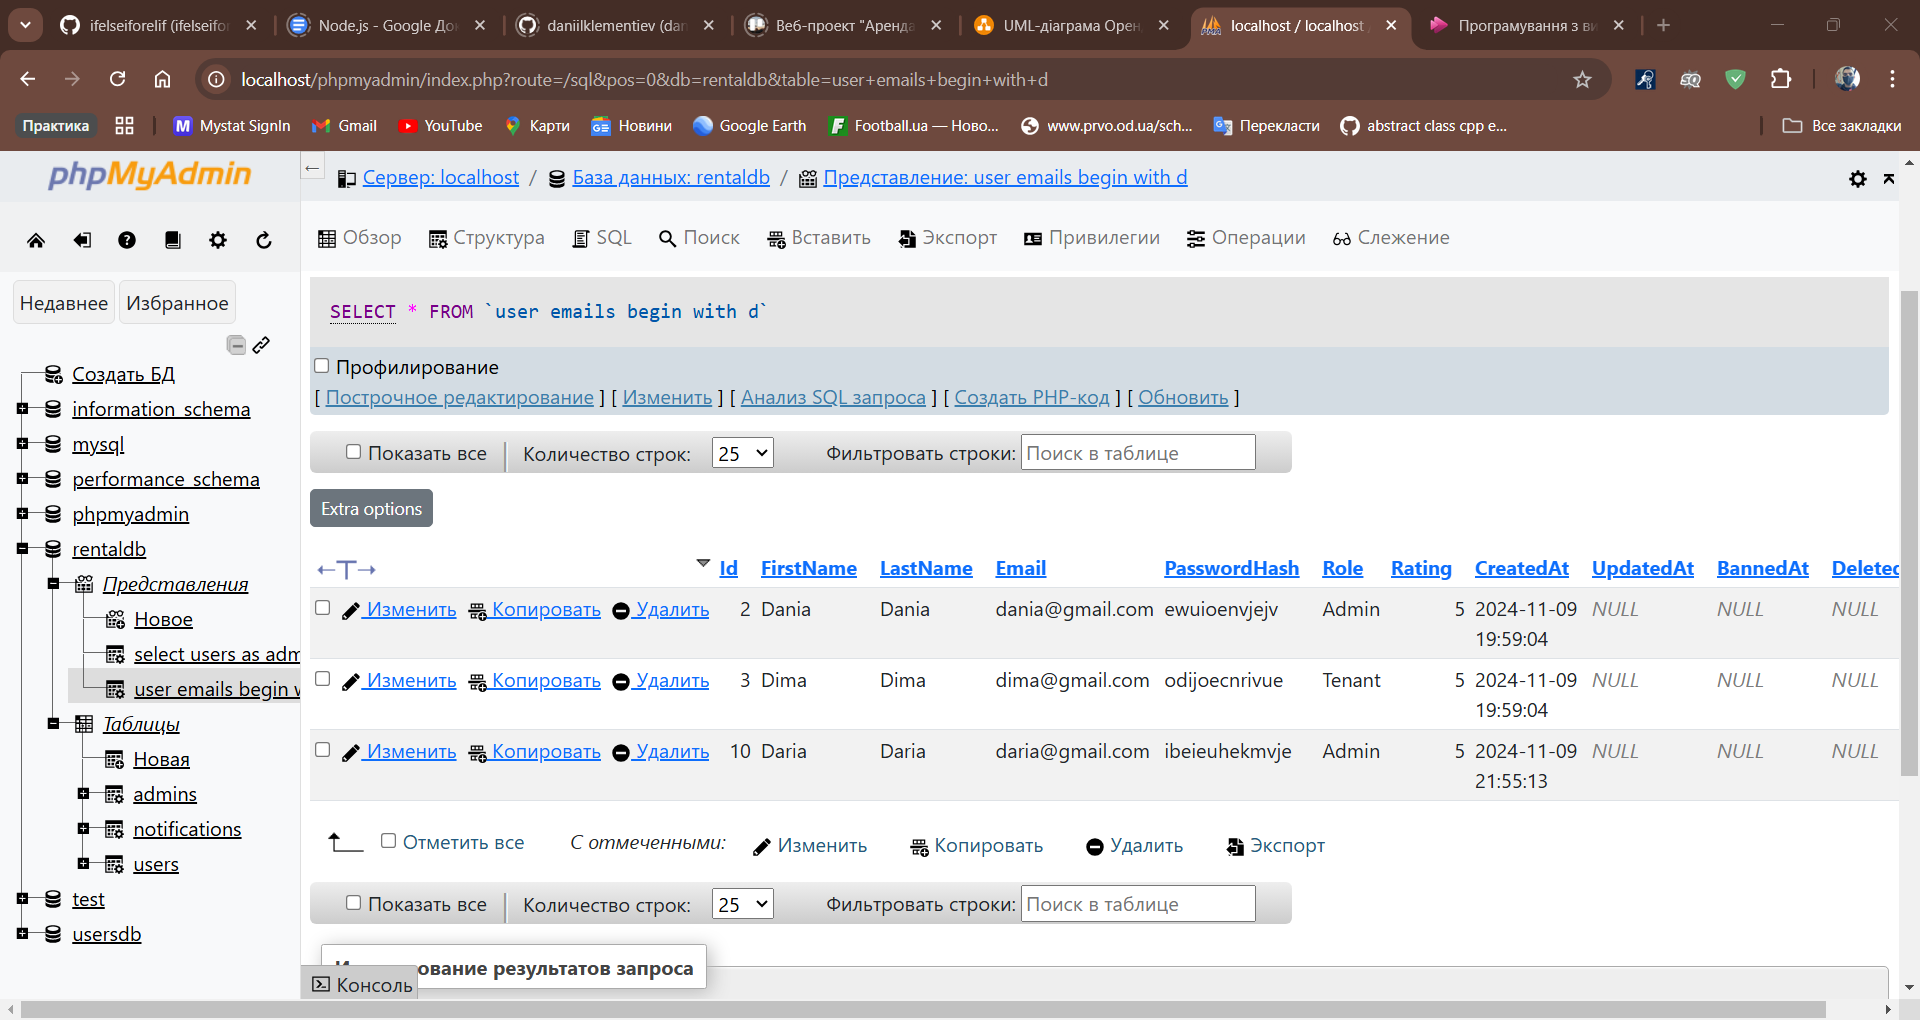 ifelseiforelif (ifelseifor
Node.js - Google До
daniilklementiev (dan
Веб-проект "Аренда
UML-діаграма Орен
localhost / localhost /
Програмування з ви
localhost/phpmyadmin/index.php?route=/sql&pos=0&db=rentaldb&table=user+emails+begin+with+d
Практика
Mystat SignIn
Gmail
YouTube
Карти
Новини
Google Earth
Football.ua — Ново...
www.prvo.od.ua/sch...
Перекласти
abstract class cpp e...
Все закладки
phpMyAdmin
Недавнее Избранное
Создать БД
information_schema
mysql
performance_schema
phpmyadmin
rentaldb
Представления
Новое
select users as adm
user emails begin w
Таблицы
Новая
admins
notifications
users
test
usersdb
←
Сервер: localhost / База данных: rentaldb / Представление: user emails begin with d
Обзор Структура SQL Поиск Вставить Экспорт Привилегии Операции Слежение
SELECT * FROM `user emails begin with d`
Профилирование
[ Построчное редактирование ] [ Изменить ] [ Анализ SQL запроса ] [ Создать PHP-код ] [ Обновить ]
Показать все Количество строк: 25 Фильтровать строки: Поиск в таблице
Extra options
←T→ Id FirstName LastName Email PasswordHash Role Rating CreatedAt UpdatedAt BannedAt Deleted
Изменить Копировать Удалить 2 Dania Dania dania@gmail.com ewuioenvjejv Admin 5 2024-11-09 NULL NULL NULL
19:59:04
Изменить Копировать Удалить 3 Dima Dima dima@gmail.com odijoecnrivue Tenant 5 2024-11-09 NULL NULL NULL
19:59:04
Изменить Копировать Удалить 10 Daria Daria daria@gmail.com ibeieuhekmvje Admin 5 2024-11-09 NULL NULL NULL
21:55:13
Отметить все С отмеченными: Изменить Копировать Удалить Экспорт
Показать все Количество строк: 25 Фильтровать строки: Поиск в таблице
ование результатов запроса
Консоль